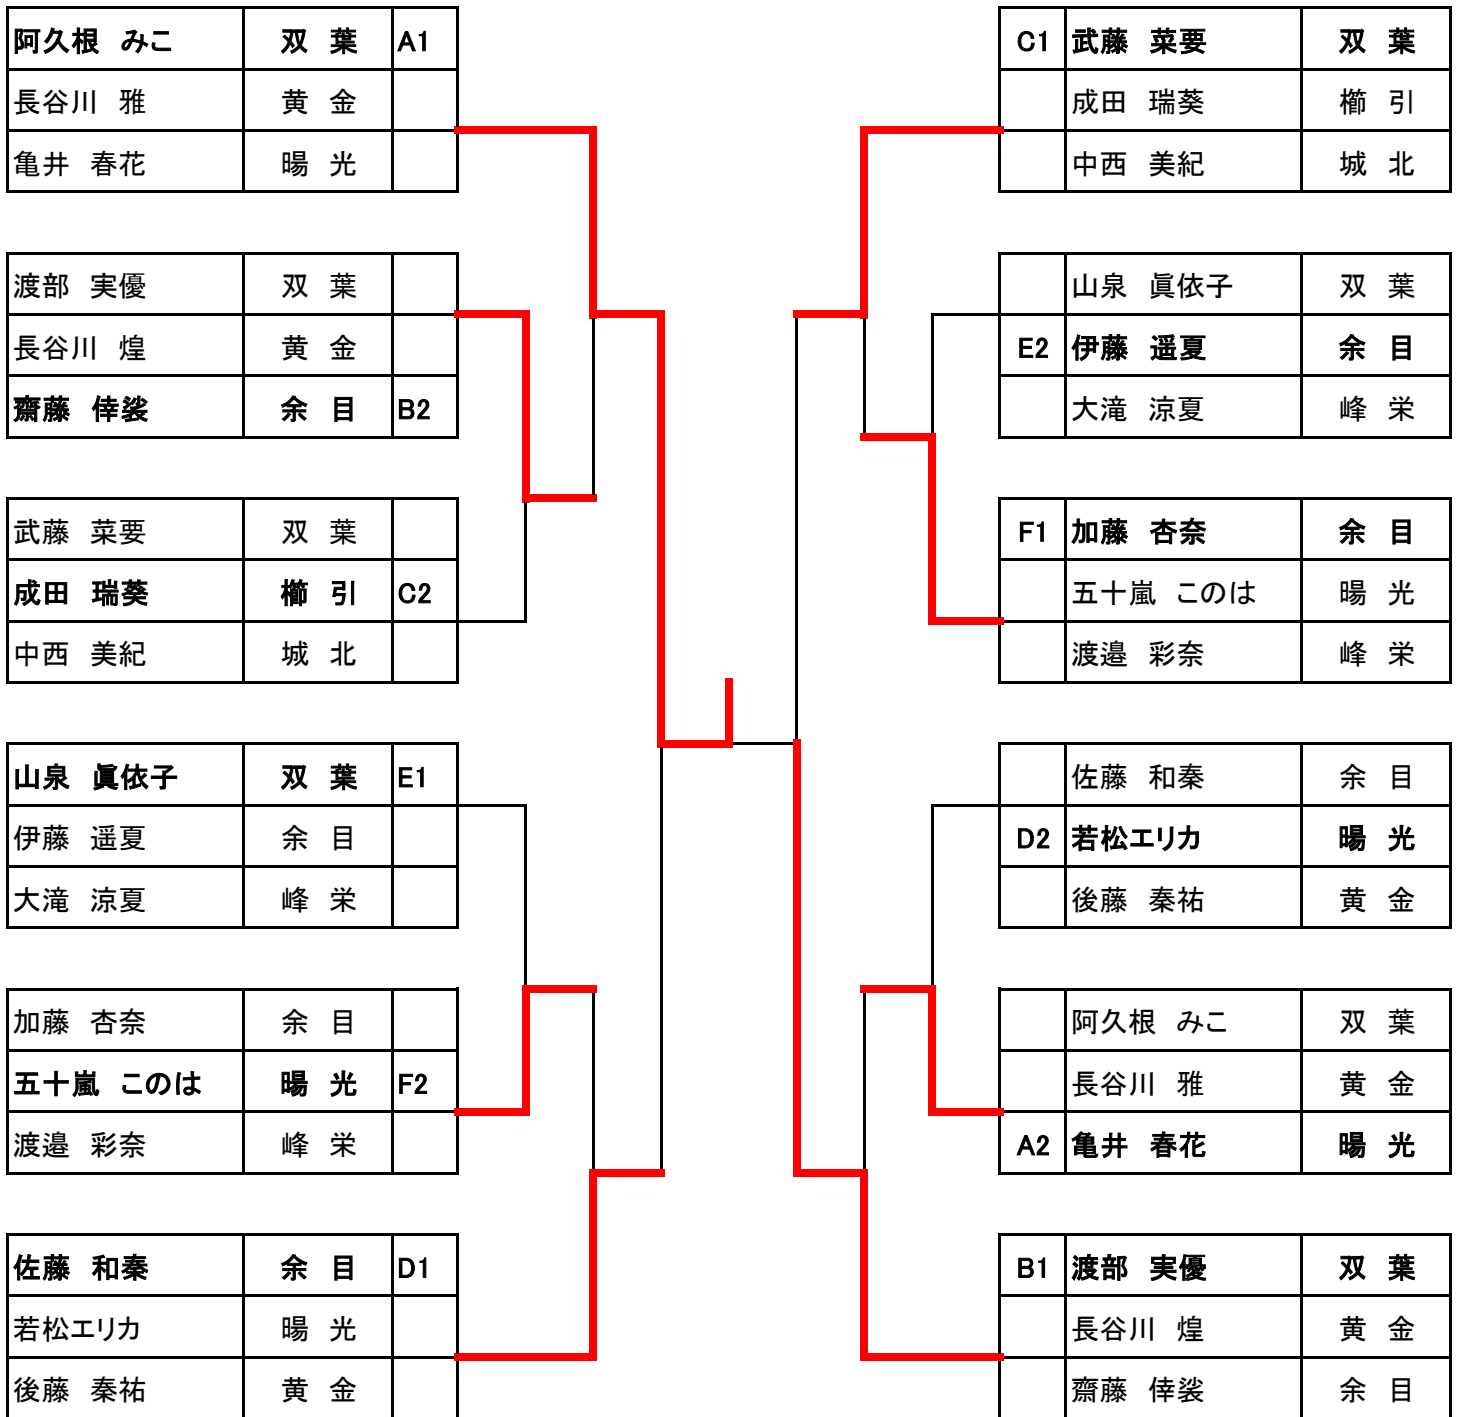 阿久根 みこ 双 葉 A1
長谷川 雅 黄 金
亀井 春花 暘 光
渡部 実優 双 葉
長谷川 煌 黄 金
齋藤 倖裟 余 目 B2
武藤 菜要 双 葉
成田 瑞葵 櫛 引 C2
中西 美紀 城 北
山泉 眞依子 双 葉 E1
伊藤 遥夏 余 目
大滝 涼夏 峰 栄
加藤 杏奈 余 目
五十嵐 このは 暘 光 F2
渡邉 彩奈 峰 栄
佐藤 和奏 余 目 D1
若松エリカ 暘 光
後藤 奏祐 黄 金
C1 武藤 菜要 双 葉
成田 瑞葵 櫛 引
中西 美紀 城 北
山泉 眞依子 双 葉
E2 伊藤 遥夏 余 目
大滝 涼夏 峰 栄
F1 加藤 杏奈 余 目
五十嵐 このは 暘 光
渡邉 彩奈 峰 栄
佐藤 和奏 余 目
D2 若松エリカ 暘 光
後藤 奏祐 黄 金
阿久根 みこ 双 葉
長谷川 雅 黄 金
A2 亀井 春花 暘 光
B1 渡部 実優 双 葉
長谷川 煌 黄 金
齋藤 倖裟 余 目